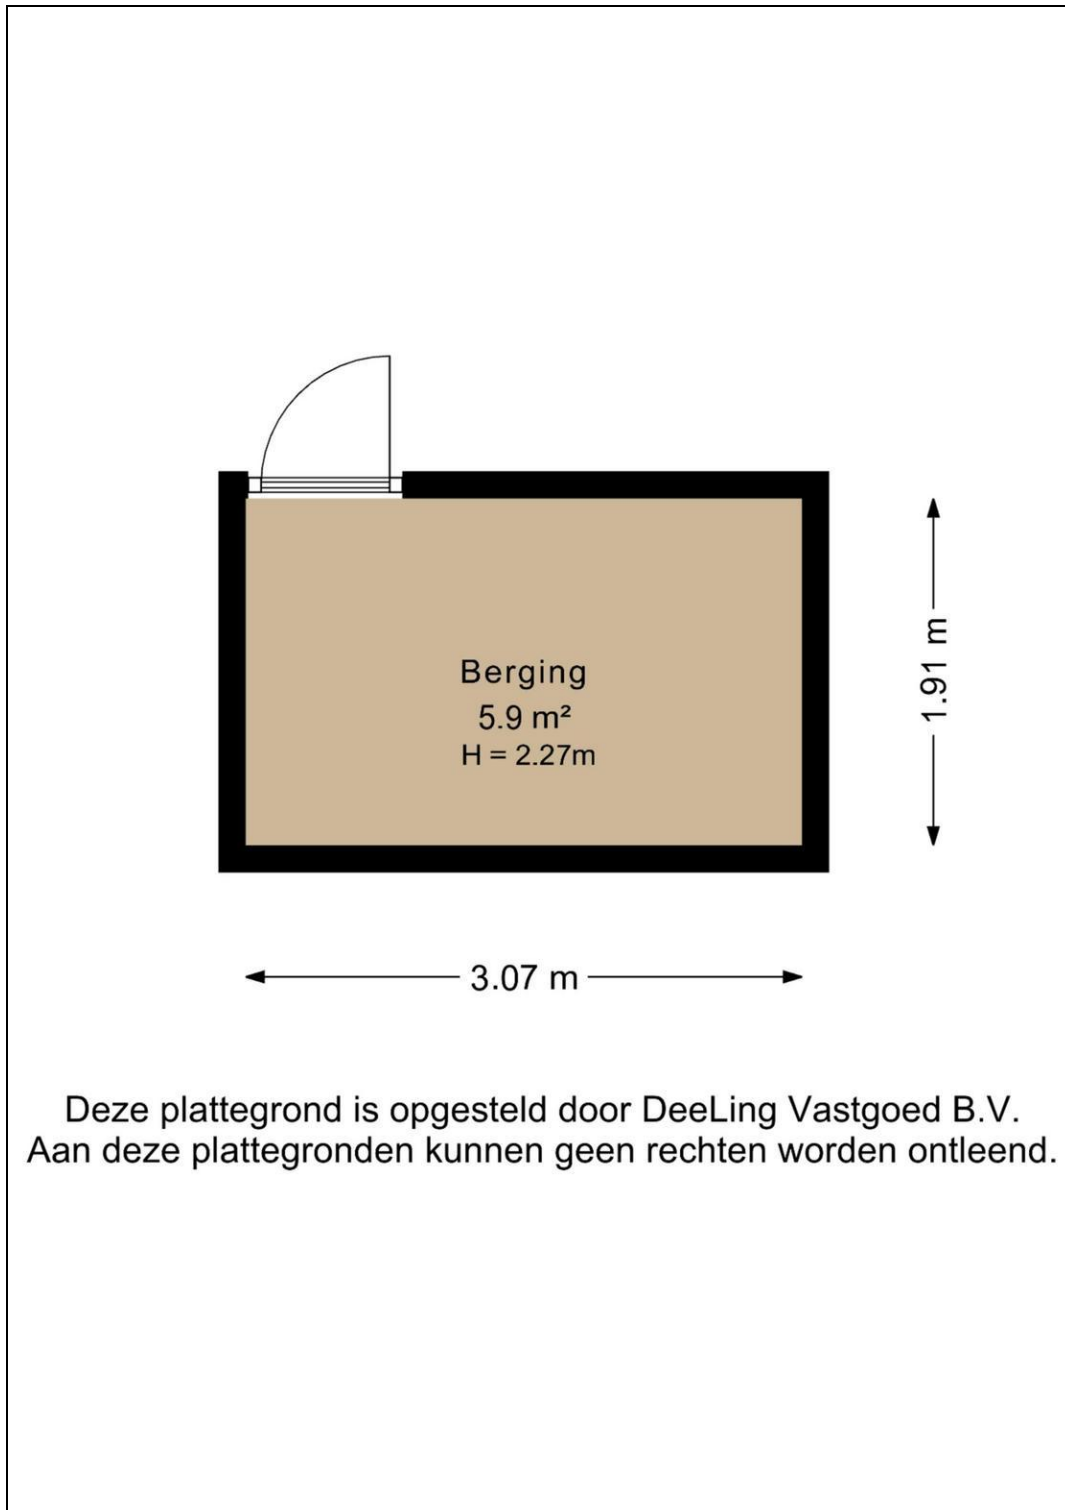 Berging
5.9 m²
H = 2.27m
1.91 m
3.07 m
Deze plattegrond is opgesteld door DeeLing Vastgoed B.V.
Aan deze plattegronden kunnen geen rechten worden ontleend.